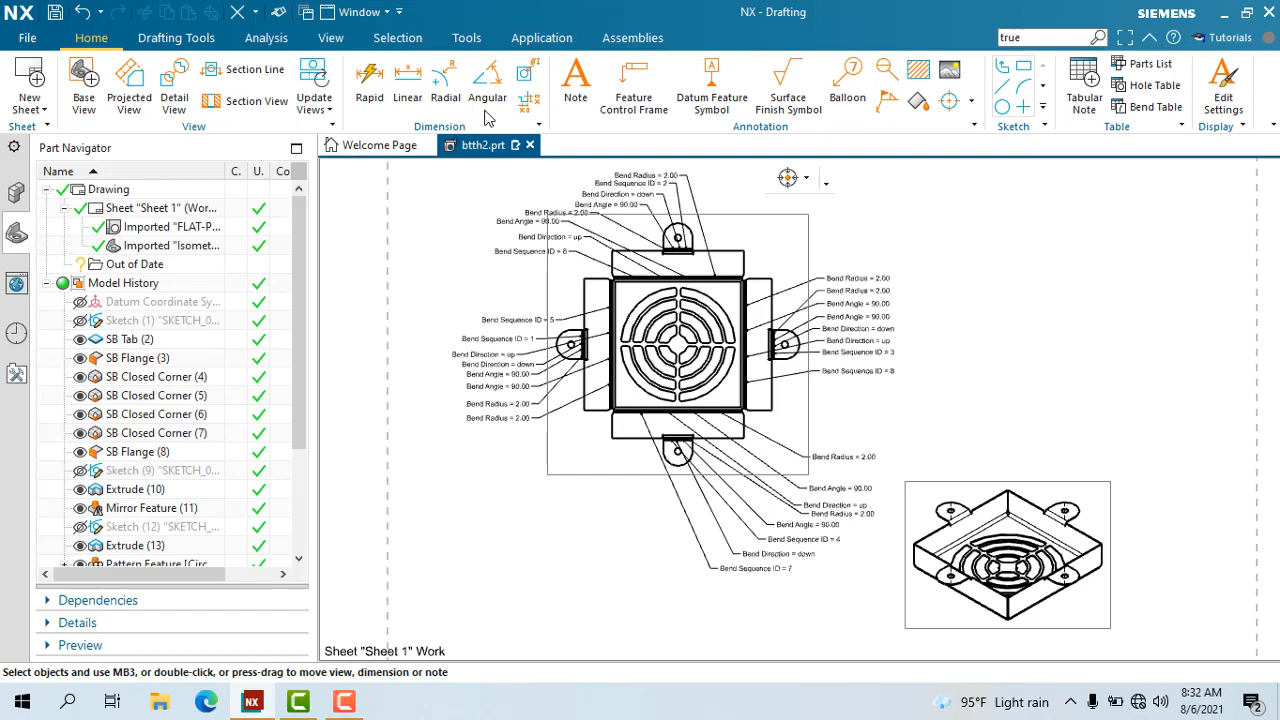 NX
Window
NX - Drafting
SIEMENS
File
Home
Drafting Tools
Analysis
View
Selection
Tools
Application
Assemblies
true
Tutorials
New Sheet
Base View
Projected View
Detail View
Section Line
Section View
Update Views
Rapid
Linear
Radial
Angular
Note
Feature Control Frame
Datum Feature Symbol
Surface Finish Symbol
Balloon
Tabular Note
Parts List
Hole Table
Bend Table
Edit Settings
Sheet
View
Dimension
Annotation
Sketch
Table
Display
Part Navigator
Welcome Page
btth2.prt
Name
C.
U.
Co
Drawing
Sheet "Sheet 1" (Wor...
Imported "FLAT-P...
Imported "Isomet...
Out of Date
Model History
Datum Coordinate Sy...
Sketch (1) "SKETCH_0...
SB Tab (2)
SB Flange (3)
SB Closed Corner (4)
SB Closed Corner (5)
SB Closed Corner (6)
SB Closed Corner (7)
SB Flange (8)
Sketch (9) "SKETCH_0...
Extrude (10)
Mirror Feature (11)
Sketch (12) "SKETCH_...
Extrude (13)
Pattern Feature [Circ
Dependencies
Details
Preview
Bend Radius = 2.00
Bend Sequence ID = 2
Bend Direction = down
Bend Angle = 90.00
Bend Radius = 2.00
Bend Angle = 90.00
Bend Direction = up
Bend Sequence ID = 6
Bend Sequence ID = 5
Bend Sequence ID = 1
Bend Direction = up
Bend Direction = down
Bend Angle = 90.00
Bend Angle = 90.00
Bend Radius = 2.00
Bend Radius = 2.00
Bend Radius = 2.00
Bend Radius = 2.00
Bend Angle = 90.00
Bend Angle = 90.00
Bend Direction = down
Bend Direction = up
Bend Sequence ID = 3
Bend Sequence ID = 8
Bend Radius = 2.00
Bend Angle = 90.00
Bend Direction = up
Bend Radius = 2.00
Bend Angle = 90.00
Bend Sequence ID = 4
Bend Direction = down
Bend Sequence ID = 7
Sheet "Sheet 1" Work
Select objects and use MB3, or double-click, or press-drag to move view, dimension or note
NX
95°F Light rain
8:32 AM
8/6/2021
2